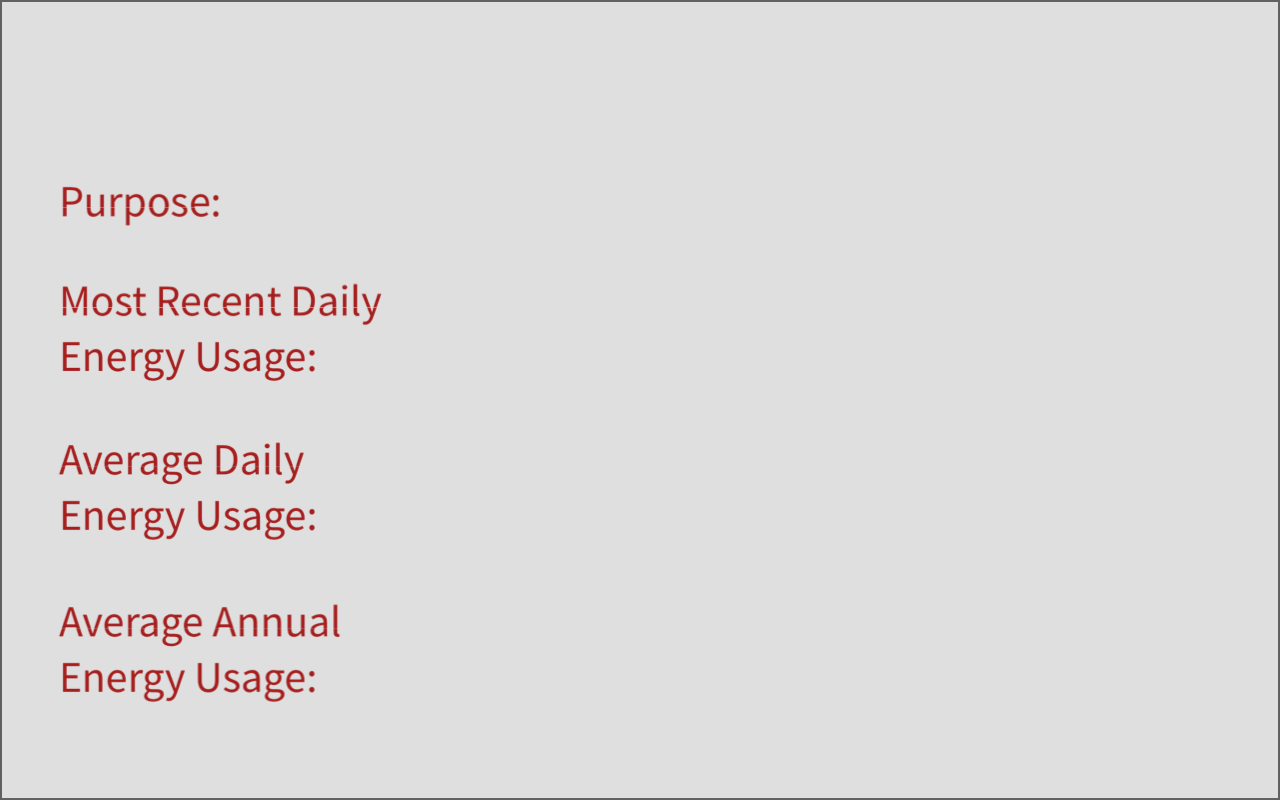 Purpose:
Most Recent Daily
Energy Usage:
Average Daily
Energy Usage:
Average Annual
Energy Usage: